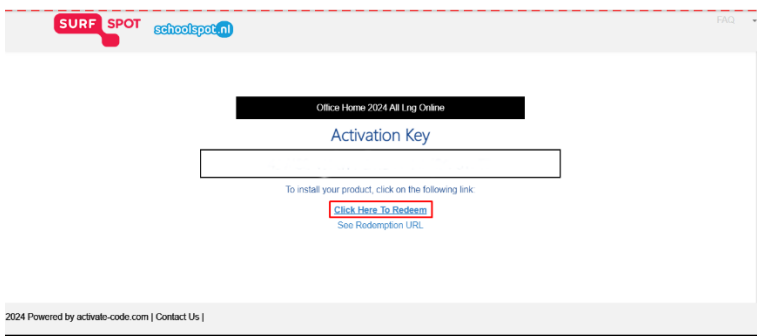 SURF SPOT
schoolspot.nl
FAQ
Office Home 2024 All Lng Online
Activation Key
To install your product, click on the following link:
Click Here To Redeem
See Redemption URL
2024 Powered by activate-code.com | Contact Us |